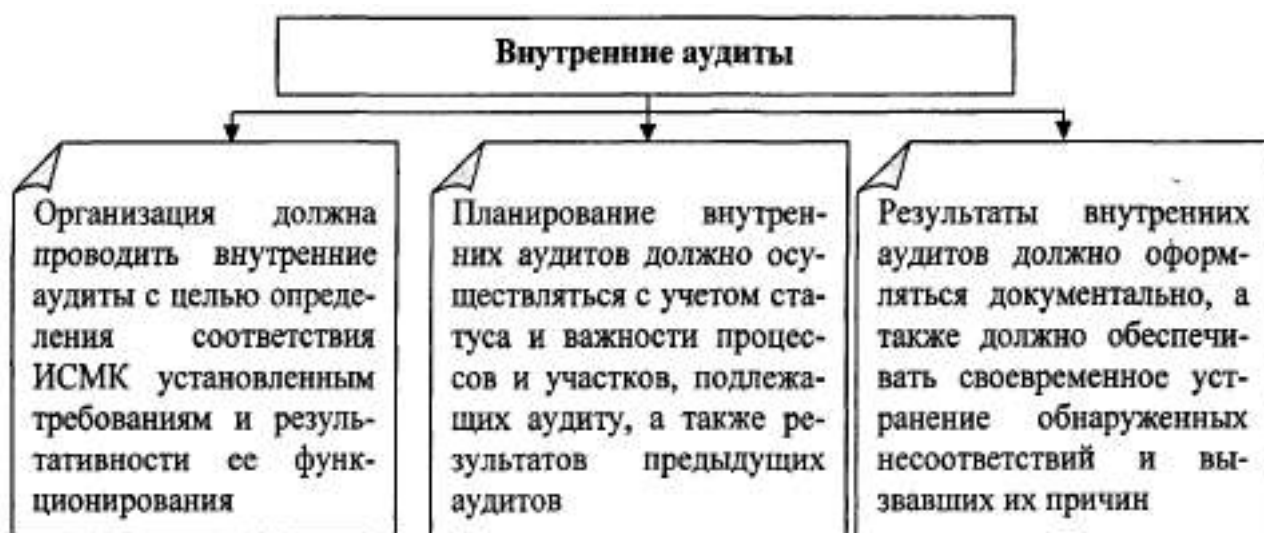 Внутренние аудиты
Организация должна
проводить внутренние
аудиты с целью опреде-
ления соответствия
ИСМК установленным
требованиям и резуль-
тативности ее функ-
ционирования
Планирование внутрен-
них аудитов должно осу-
ществляться с учетом ста-
туса и важности процес-
сов и участков, подлежа-
щих аудиту, а также ре-
зультатов предыдущих
аудитов
Результаты внутренних
аудитов должно оформ-
ляться документально, а
также должно обеспечи-
вать своевременное уст-
ранение обнаруженных
несоответствий и вы-
звавших их причин